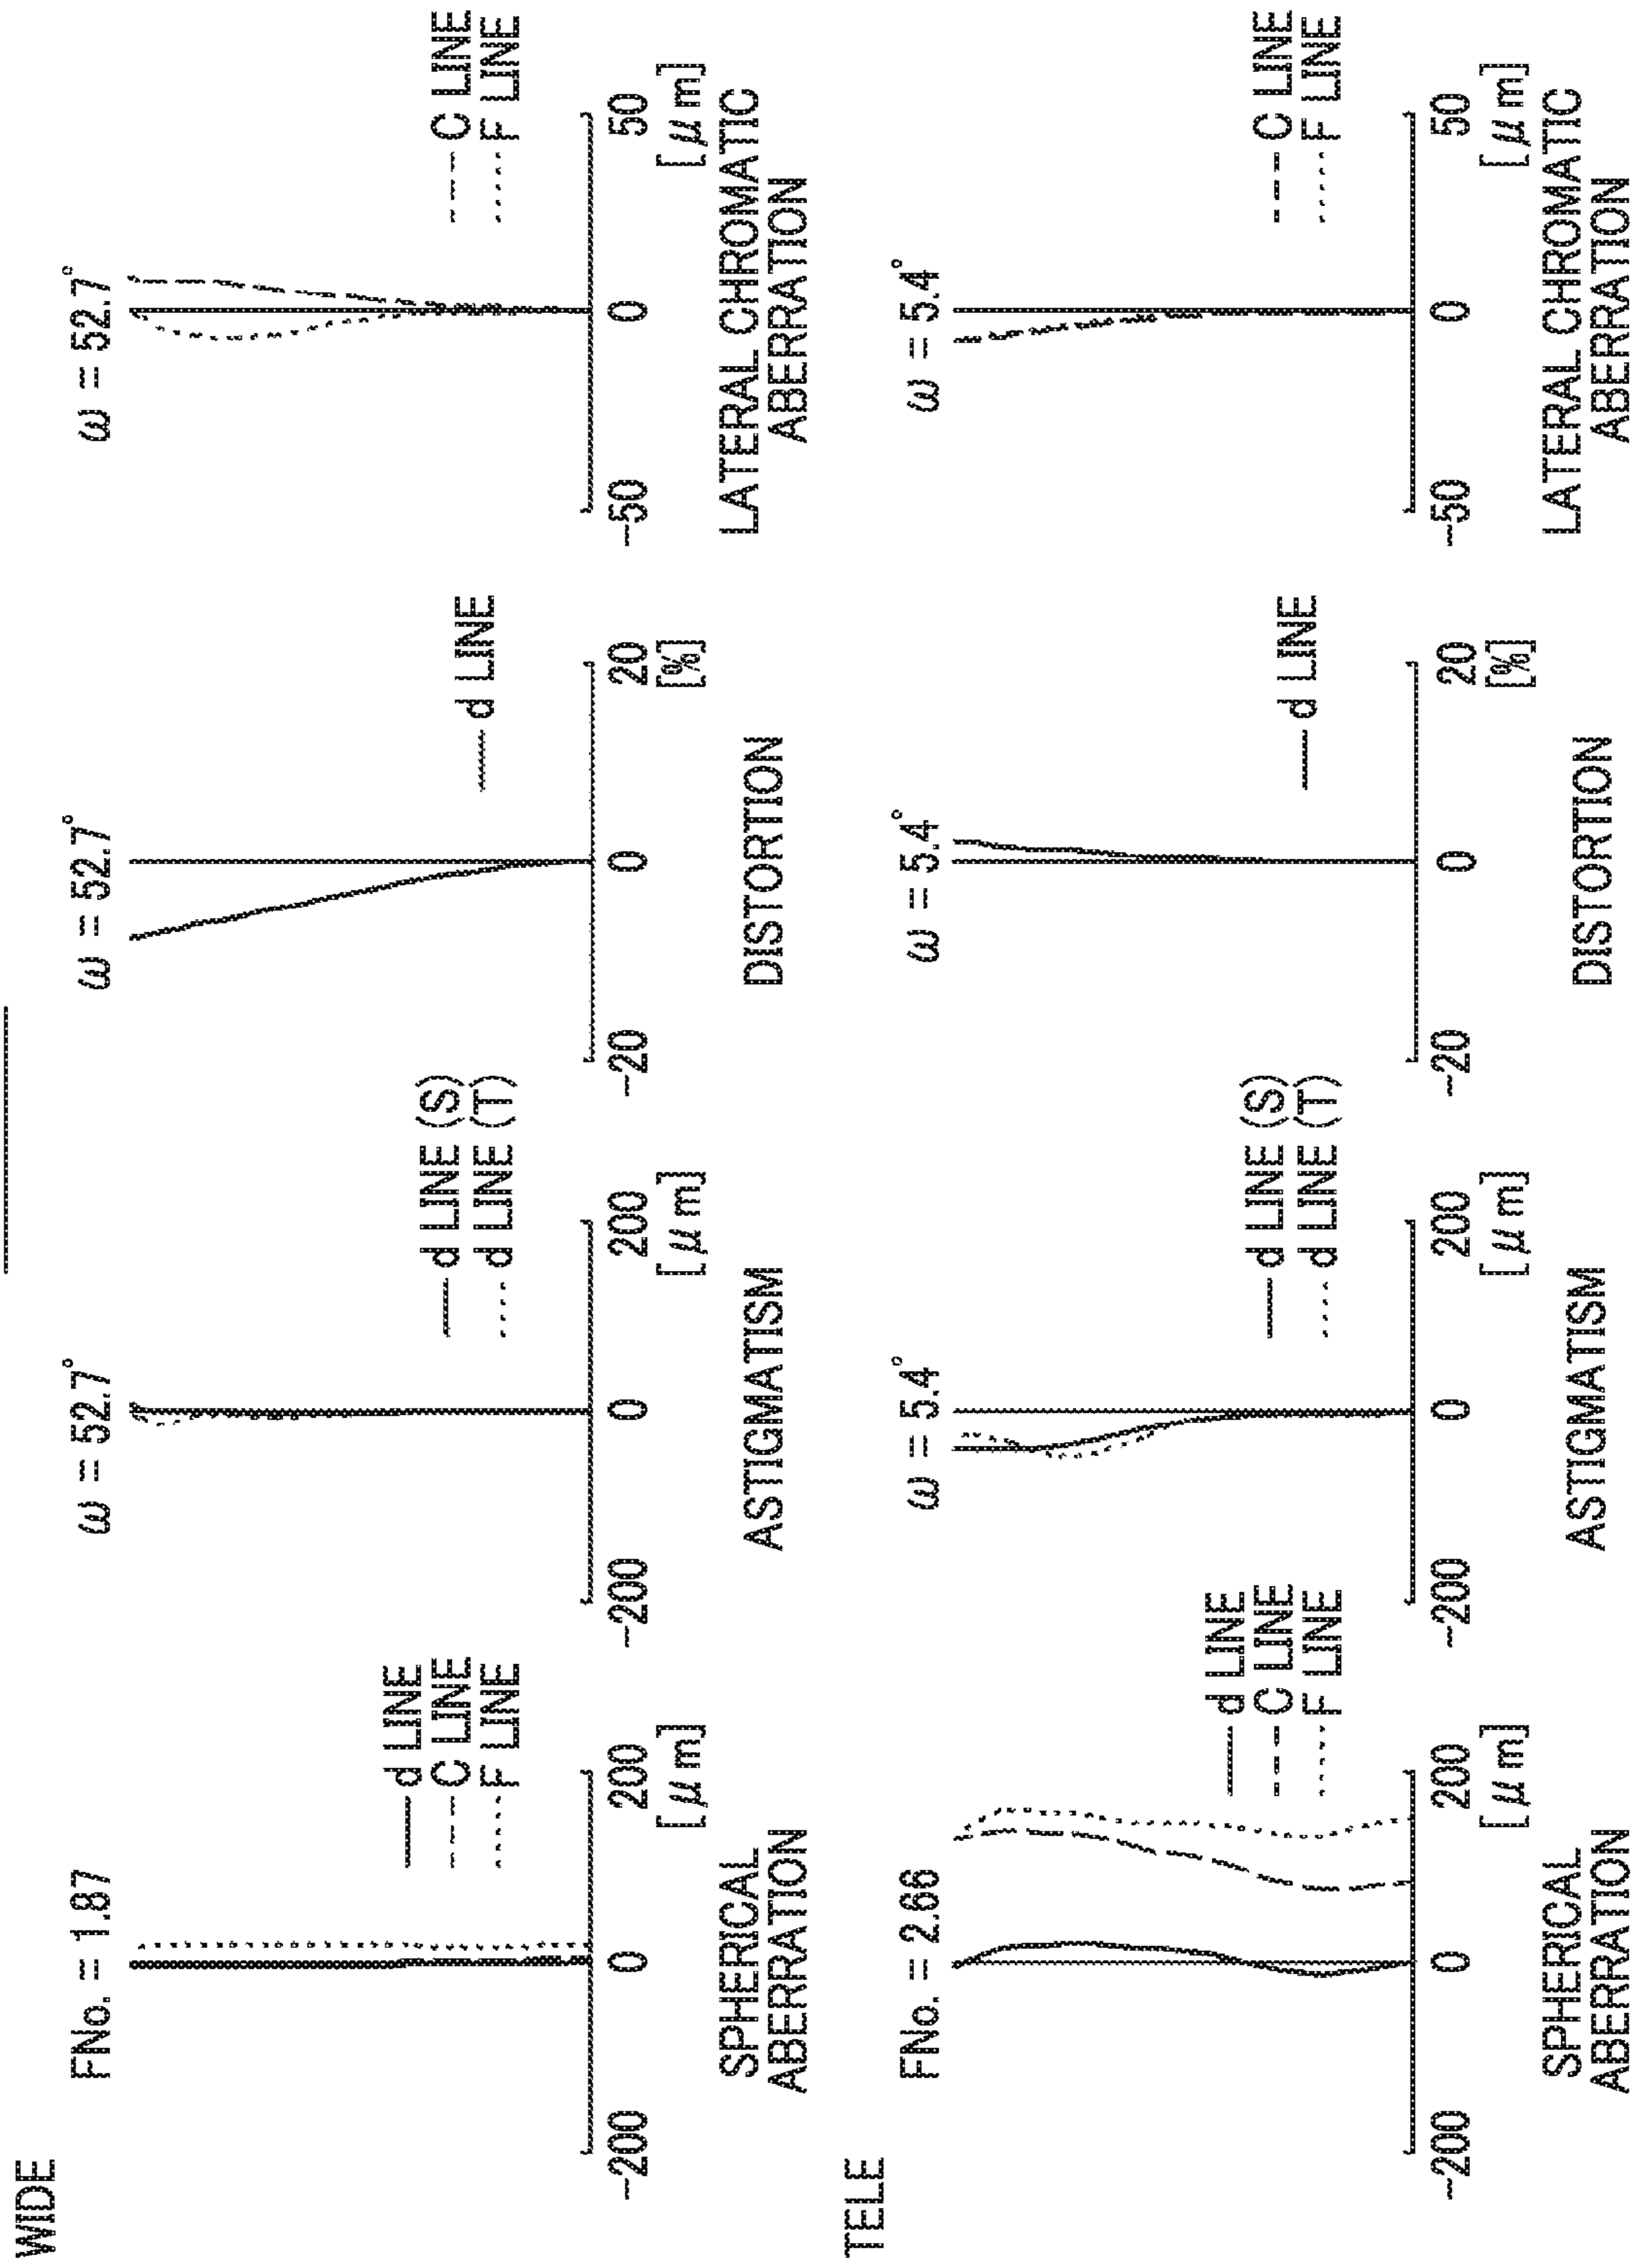 WIDE
FNo. = 1.87
d LINE
C LINE
F LINE
-200
0
200
[μm]
SPHERICAL
ABERRATION
ω = 52.7°
d LINE (S)
d LINE (T)
-200
0
200
[μm]
ASTIGMATISM
ω = 52.7°
d LINE
-20
0
20
[%]
DISTORTION
ω = 52.7°
C LINE
F LINE
-50
0
50
[μm]
LATERAL CHROMATIC
ABERRATION
TELE
FNo. = 2.66
d LINE
C LINE
F LINE
-200
0
200
[μm]
SPHERICAL
ABERRATION
ω = 5.4°
d LINE (S)
d LINE (T)
-200
0
200
[μm]
ASTIGMATISM
ω = 5.4°
d LINE
-20
0
20
[%]
DISTORTION
ω = 5.4°
C LINE
F LINE
-50
0
50
[μm]
LATERAL CHROMATIC
ABERRATION